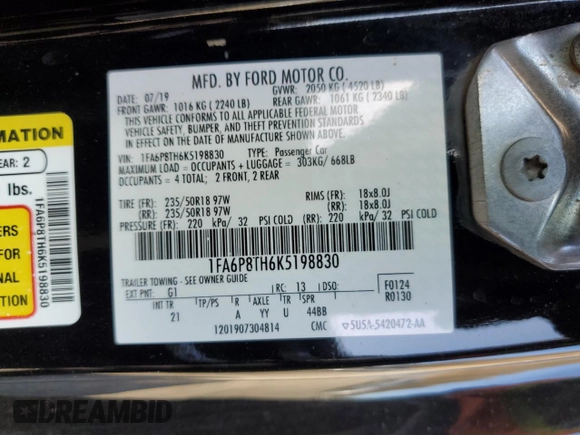 MFD. BY FORD MOTOR CO.
DATE: 07/19 GVWR: 2050 KG ( 4520 LB)
FRONT GAWR: 1016 KG ( 2240 LB) REAR GAWR: 1061 KG ( 2340 LB)
THIS VEHICLE CONFORMS TO ALL APPLICABLE FEDERAL MOTOR
VEHICLE SAFETY, BUMPER, AND THEFT PREVENTION STANDARDS
IN EFFECT ON THE DATE OF MANUFACTURE SHOWN ABOVE.
VIN: 1FA6P8TH6K5198830 TYPE: Passenger Car
MAXIMUM LOAD = OCCUPANTS + LUGGAGE = 303KG/ 668LB
OCCUPANTS = 4 TOTAL; 2 FRONT, 2 REAR
TIRE (FR): 235/50R18 97W RIMS (FR): 18x8.0J
(RR): 235/50R18 97W (RR): 18x8.0J
PRESSURE (FR): 220 kPa/ 32 PSI COLD (RR): 220 kPa/ 32 PSI COLD
1FA6P8TH6K5198830
TRAILER TOWING - SEE OWNER GUIDE
EXT PNT: G1 RC: 13 DSO: F0124
R0130
INT TR TP/PS R AXLE TR SPR
21 A YY U 44BB
1201907304814 CMC 5U5A-5420472-AA
RMATION
EAR: 2
lbs.
ERS
FOR
NAL
TION
1FA6P8TH6K5198830
DREAMBID